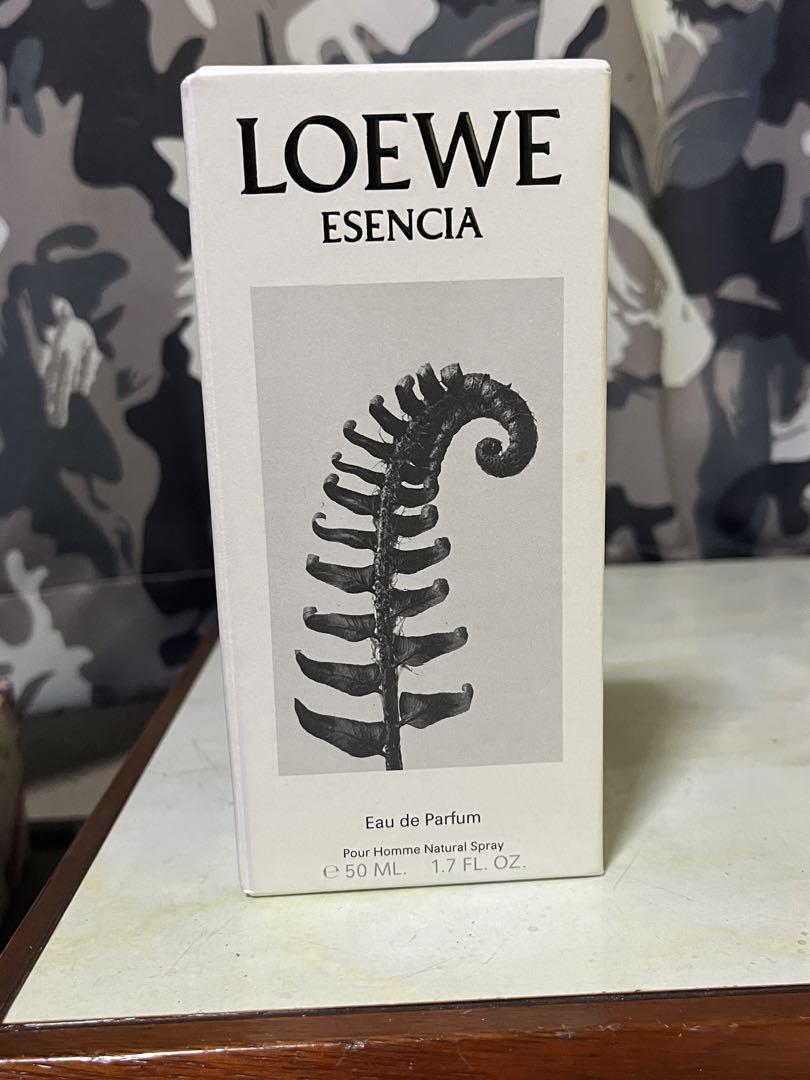 LOEWE
ESENCIA
Eau de Parfum
Pour Homme Natural Spray
℮ 50 ML. 1.7 FL. OZ.